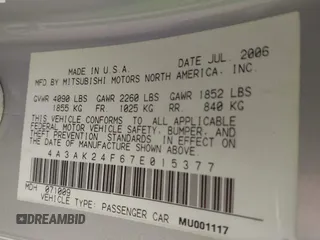 MADE IN U.S.A. DATE JUL. 2006
MFD BY MITSUBISHI MOTORS NORTH AMERICA, INC.
GVWR 4090 LBS GAWR 2260 LBS GAWR 1852 LBS
1855 KG FR. 1025 KG RR. 840 KG
THIS VEHICLE CONFORMS TO ALL APPLICABLE
FEDERAL MOTOR VEHICLE SAFETY, BUMPER, AND
THEFT PREVENTION STANDARDS IN EFFECT ON
THE DATE OF MANUFACTURE SHOWN ABOVE.
4A3AK24F67E015377
MDH 071009
VEHICLE TYPE: PASSENGER CAR MU001117
DREAMBID